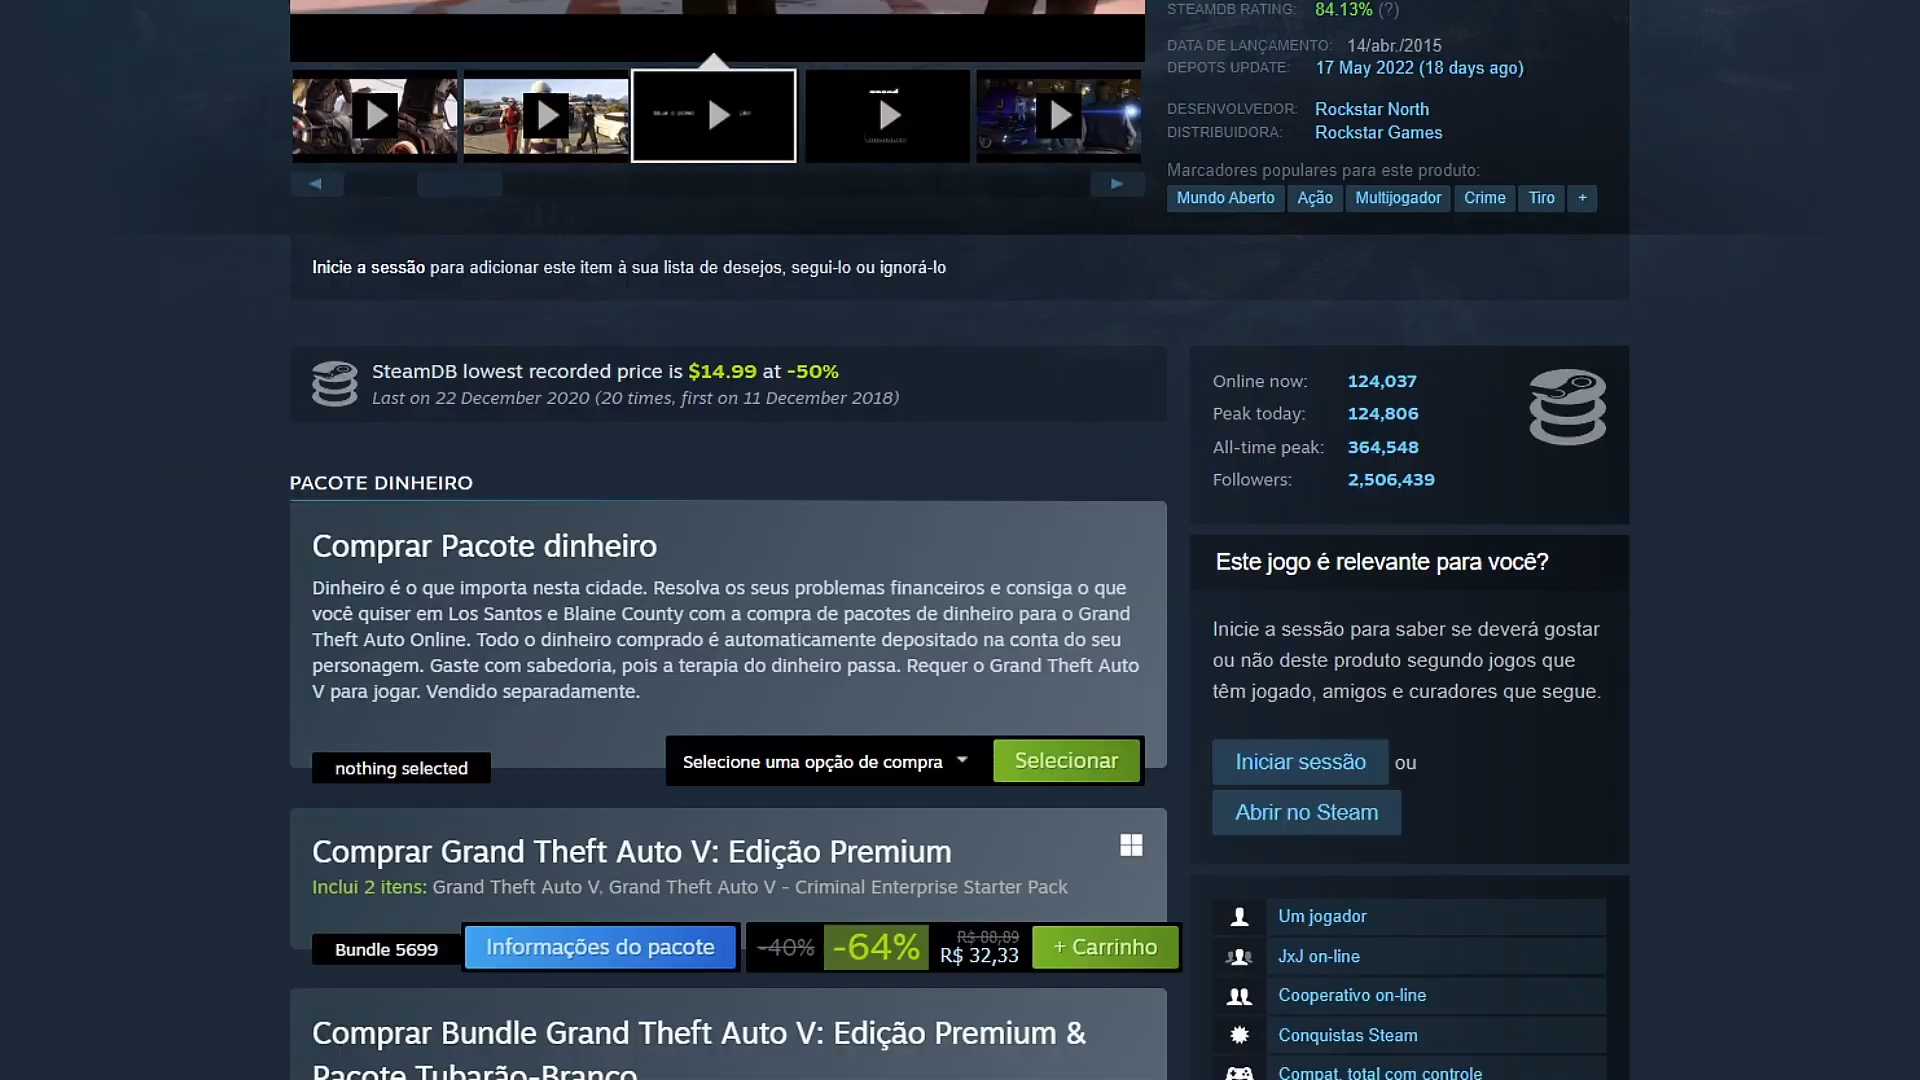 STEAMDB RATING: 84.13% (?)
DATA DE LANÇAMENTO: 14/abr./2015
DEPOTS UPDATE: 17 May 2022 (18 days ago)
DESENVOLVEDOR: Rockstar North
DISTRIBUIDORA: Rockstar Games
Marcadores populares para este produto:
Mundo Aberto Ação Multijogador Crime Tiro +
Inicie a sessão para adicionar este item à sua lista de desejos, segui-lo ou ignorá-lo
SteamDB lowest recorded price is $14.99 at -50%
Last on 22 December 2020 (20 times, first on 11 December 2018)
Online now: 124,037
Peak today: 124,806
All-time peak: 364,548
Followers: 2,506,439
PACOTE DINHEIRO
Comprar Pacote dinheiro
Dinheiro é o que importa nesta cidade. Resolva os seus problemas financeiros e consiga o que
você quiser em Los Santos e Blaine County com a compra de pacotes de dinheiro para o Grand
Theft Auto Online. Todo o dinheiro comprado é automaticamente depositado na conta do seu
personagem. Gaste com sabedoria, pois a terapia do dinheiro passa. Requer o Grand Theft Auto
V para jogar. Vendido separadamente.
nothing selected
Selecione uma opção de compra
Selecionar
Este jogo é relevante para você?
Inicie a sessão para saber se deverá gostar
ou não deste produto segundo jogos que
têm jogado, amigos e curadores que segue.
Iniciar sessão ou
Abrir no Steam
Comprar Grand Theft Auto V: Edição Premium
Inclui 2 itens: Grand Theft Auto V, Grand Theft Auto V - Criminal Enterprise Starter Pack
Bundle 5699
Informações do pacote
-40% -64%
R$ 88,89
R$ 32,33
+ Carrinho
Comprar Bundle Grand Theft Auto V: Edição Premium &
Pacote Tubarão-Branco
Um jogador
JxJ on-line
Cooperativo on-line
Conquistas Steam
Compat. total com controle